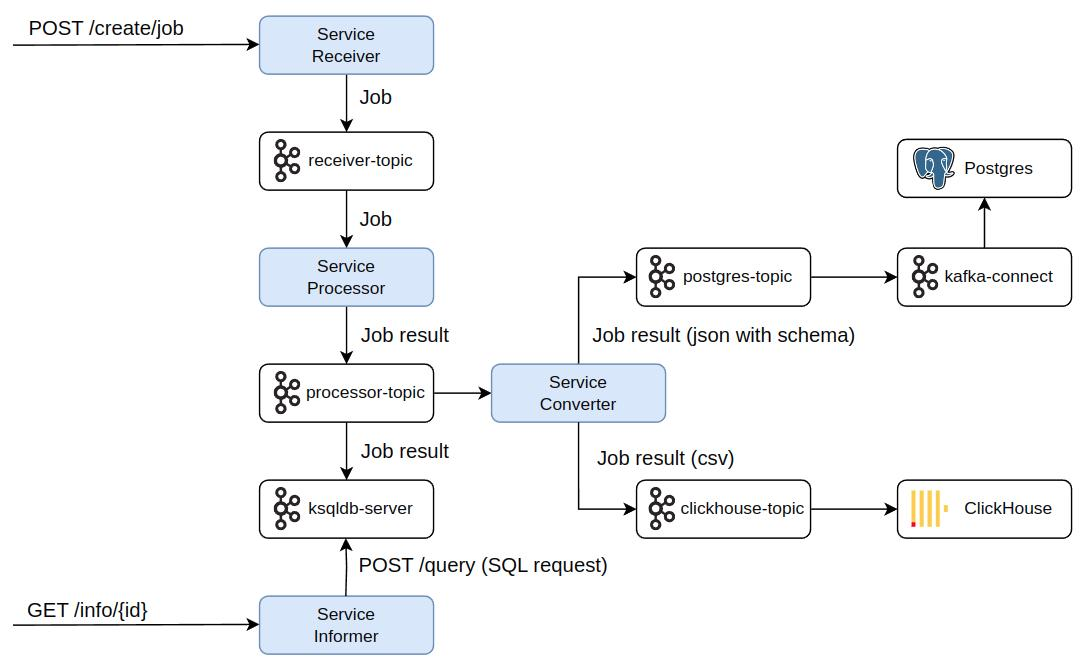 POST /create/job
Service
Receiver
Job
receiver-topic
Job
Service
Processor
Job result
processor-topic
Job result
ksqldb-server
POST /query (SQL request)
GET /info/{id}
Service
Informer
Service
Converter
Job result (json with schema)
postgres-topic
kafka-connect
Postgres
Job result (csv)
clickhouse-topic
ClickHouse